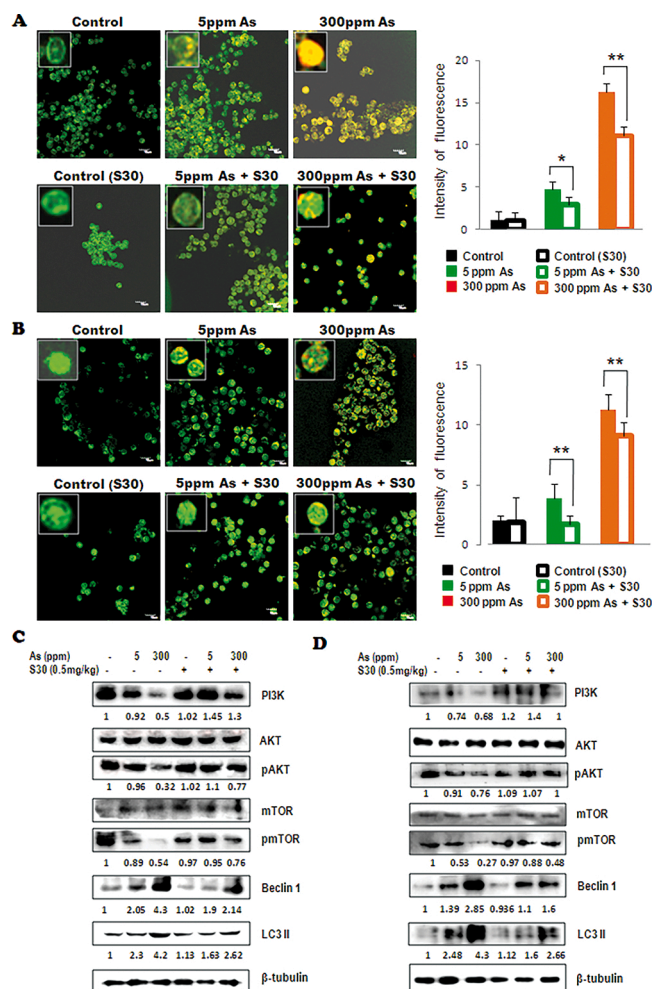 A
Control 5ppm As 300ppm As
Control (S30) 5ppm As + S30 300ppm As + S30
Intensity of fluorescence
20
15
10
5
0
*
**
Control Control (S30)
5 ppm As 5 ppm As + S30
300 ppm As 300 ppm As + S30
B
Control 5ppm As 300ppm As
Control (S30) 5ppm As + S30 300ppm As + S30
Intensity of fluorescence
15
10
5
0
**
**
Control Control (S30)
5 ppm As 5 ppm As + S30
300 ppm As 300 ppm As + S30
C
As (ppm) - 5 300 - 5 300
S30 (0.5mg/kg) - - - + + +
PI3K
1 0.92 0.5 1.02 1.45 1.3
AKT
pAKT
1 0.96 0.32 1.02 1.1 0.77
mTOR
pmTOR
1 0.89 0.54 0.97 0.95 0.76
Beclin 1
1 2.05 4.3 1.02 1.9 2.14
LC3 II
1 2.3 4.2 1.13 1.63 2.62
β-tubulin
D
As (ppm) - 5 300 - 5 300
S30 (0.5mg/kg) - - - + + +
PI3K
1 0.74 0.68 1.2 1.4 1
AKT
pAKT
1 0.91 0.76 1.09 1.07 1
mTOR
pmTOR
1 0.53 0.27 0.97 0.88 0.48
Beclin 1
1 1.39 2.85 0.936 1.1 1.6
LC3 II
1 2.48 4.3 1.12 1.6 2.66
β-tubulin